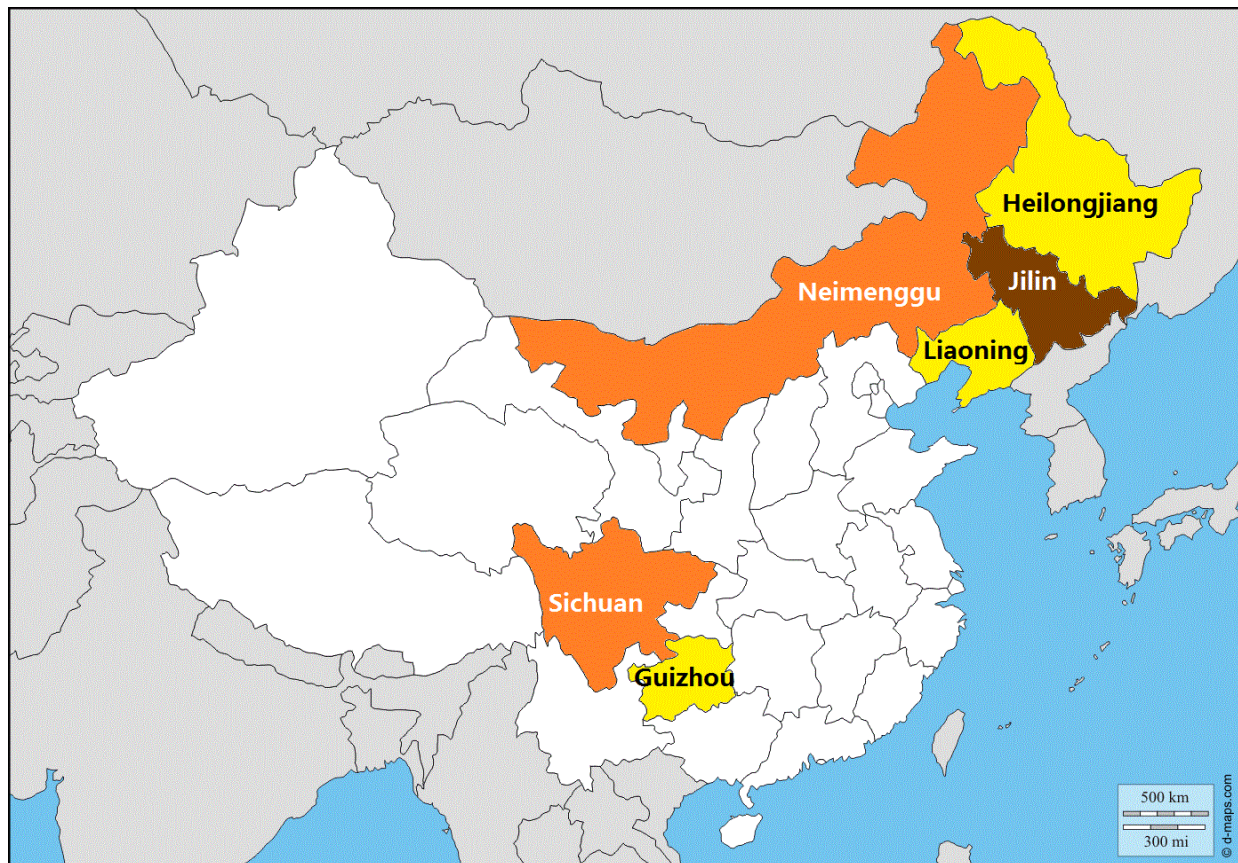 Heilongjiang
Jilin
Neimenggu
Liaoning
Sichuan
Guizhou
500 km
300 mi
© d-maps.com